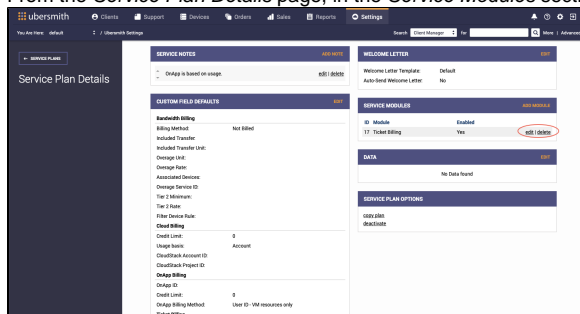 From the Service Plan Details page, in the Service Modules secti
ubersmith
Clients
Support
Devices
Orders
Sales
Reports
Settings
You Are Here: default
/ Ubersmith Settings
Search
Client Manager
for
More | Advanced
← SERVICE PLANS
Service Plan Details
SERVICE NOTES
ADD NOTE
OnApp is based on usage.
edit | delete
CUSTOM FIELD DEFAULTS
EDIT
Bandwidth Billing
Billing Method: Not Billed
Included Transfer:
Included Transfer Unit:
Overage Unit:
Overage Rate:
Associated Devices:
Overage Service ID:
Tier 2 Minimum:
Tier 2 Rate:
Filter Device Rule:
Cloud Billing
Credit Limit: 0
Usage basis: Account
CloudStack Account ID:
CloudStack Project ID:
OnApp Billing
OnApp ID:
Credit Limit: 0
OnApp Billing Method: User ID - VM resources only
Ticket Billing
WELCOME LETTER
EDIT
Welcome Letter Template: Default
Auto-Send Welcome Letter: No
SERVICE MODULES
ADD MODULE
ID Module Enabled
17 Ticket Billing Yes edit | delete
DATA
EDIT
No Data found
SERVICE PLAN OPTIONS
copy plan
deactivate